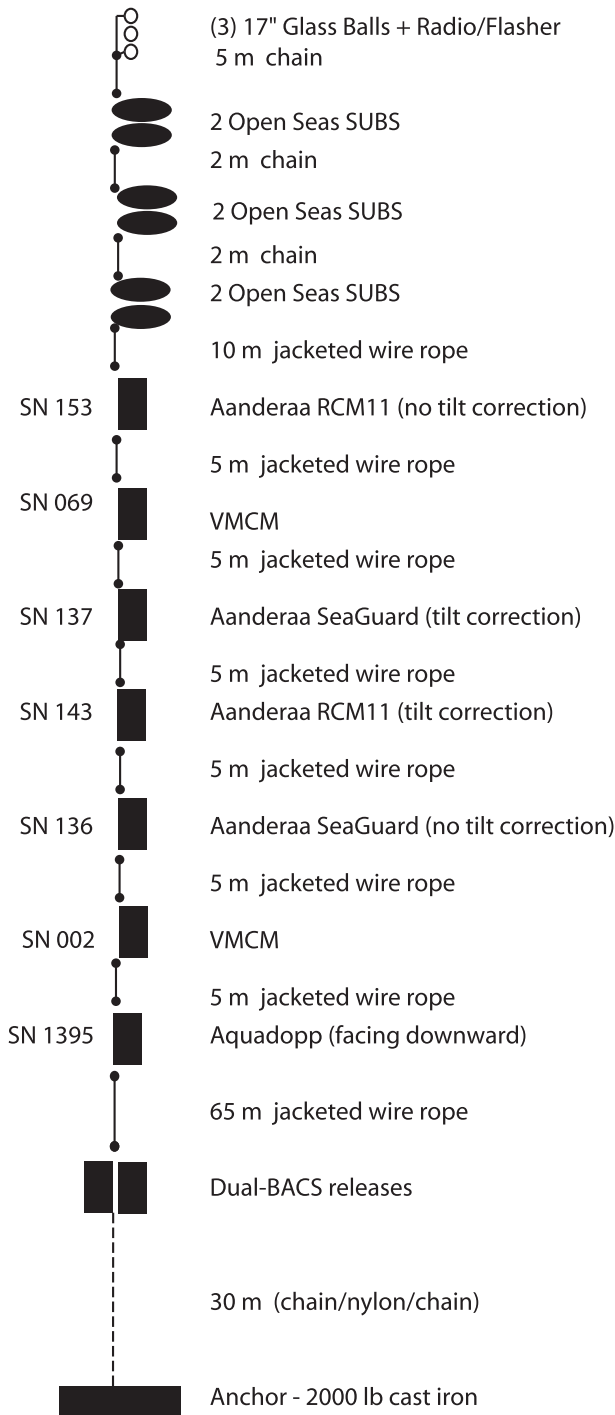 (3) 17" Glass Balls + Radio/Flasher
5 m chain
2 Open Seas SUBS
2 m chain
2 Open Seas SUBS
2 m chain
2 Open Seas SUBS
10 m jacketed wire rope
SN 153 Aanderaa RCM11 (no tilt correction)
5 m jacketed wire rope
SN 069
VMCM
5 m jacketed wire rope
SN 137 Aanderaa SeaGuard (tilt correction)
5 m jacketed wire rope
SN 143 Aanderaa RCM11 (tilt correction)
5 m jacketed wire rope
SN 136 Aanderaa SeaGuard (no tilt correction)
5 m jacketed wire rope
SN 002 VMCM
5 m jacketed wire rope
SN 1395 Aquadopp (facing downward)
65 m jacketed wire rope
Dual-BACS releases
30 m (chain/nylon/chain)
Anchor - 2000 lb cast iron